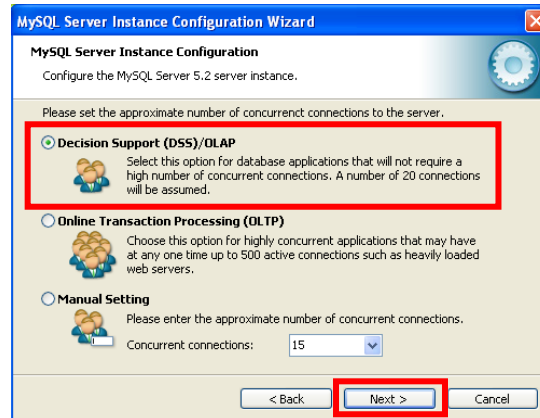 MySQL Server Instance Configuration Wizard
MySQL Server Instance Configuration
Configure the MySQL Server 5.2 server instance.
Please set the approximate number of concurrenct connections to the server.
Decision Support (DSS)/OLAP
Select this option for database applications that will not require a
high number of concurrent connections. A number of 20 connections
will be assumed.
Online Transaction Processing (OLTP)
Choose this option for highly concurrent applications that may have
at any one time up to 500 active connections such as heavily loaded
web servers.
Manual Setting
Please enter the approximate number of concurrent connections.
Concurrent connections: 15
< Back Next > Cancel